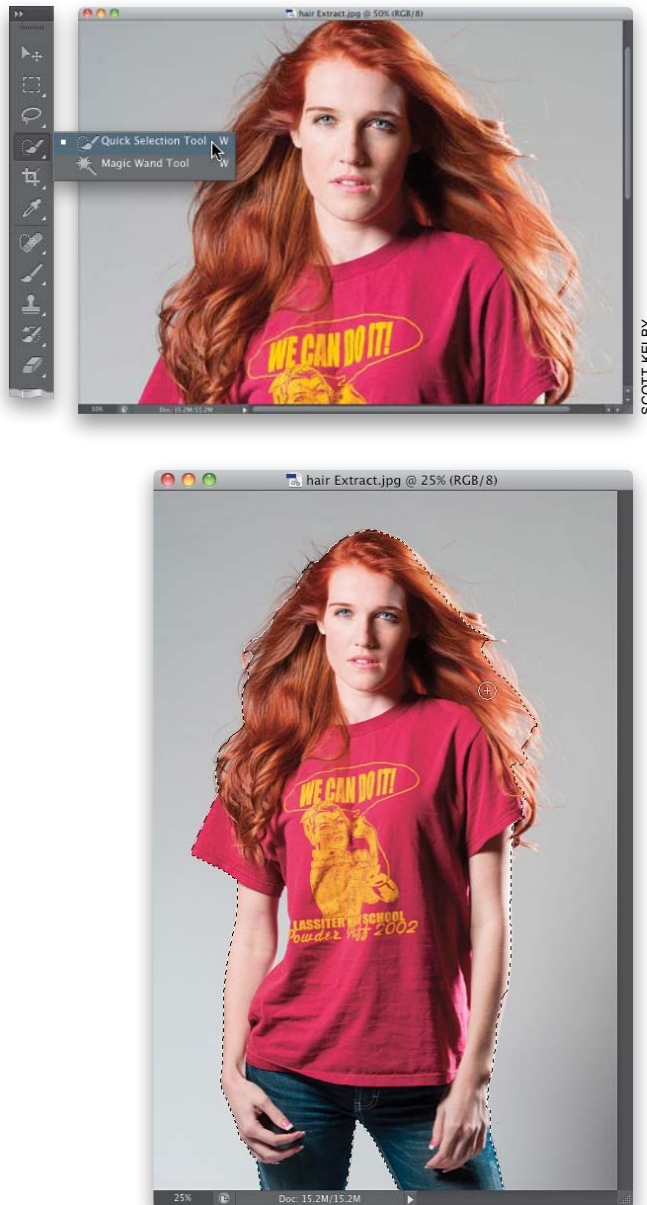 hair Extract.jpg @ 50% (RGB/8)
Quick Selection Tool W
Magic Wand Tool W
WE CAN DO IT!
50% Doc: 15.2M/15.2M
SCOTT KELBY
hair Extract.jpg @ 25% (RGB/8)
WE CAN DO IT!
LASSITER SCHOOL
Powder 2002
25% Doc: 15.2M/15.2M